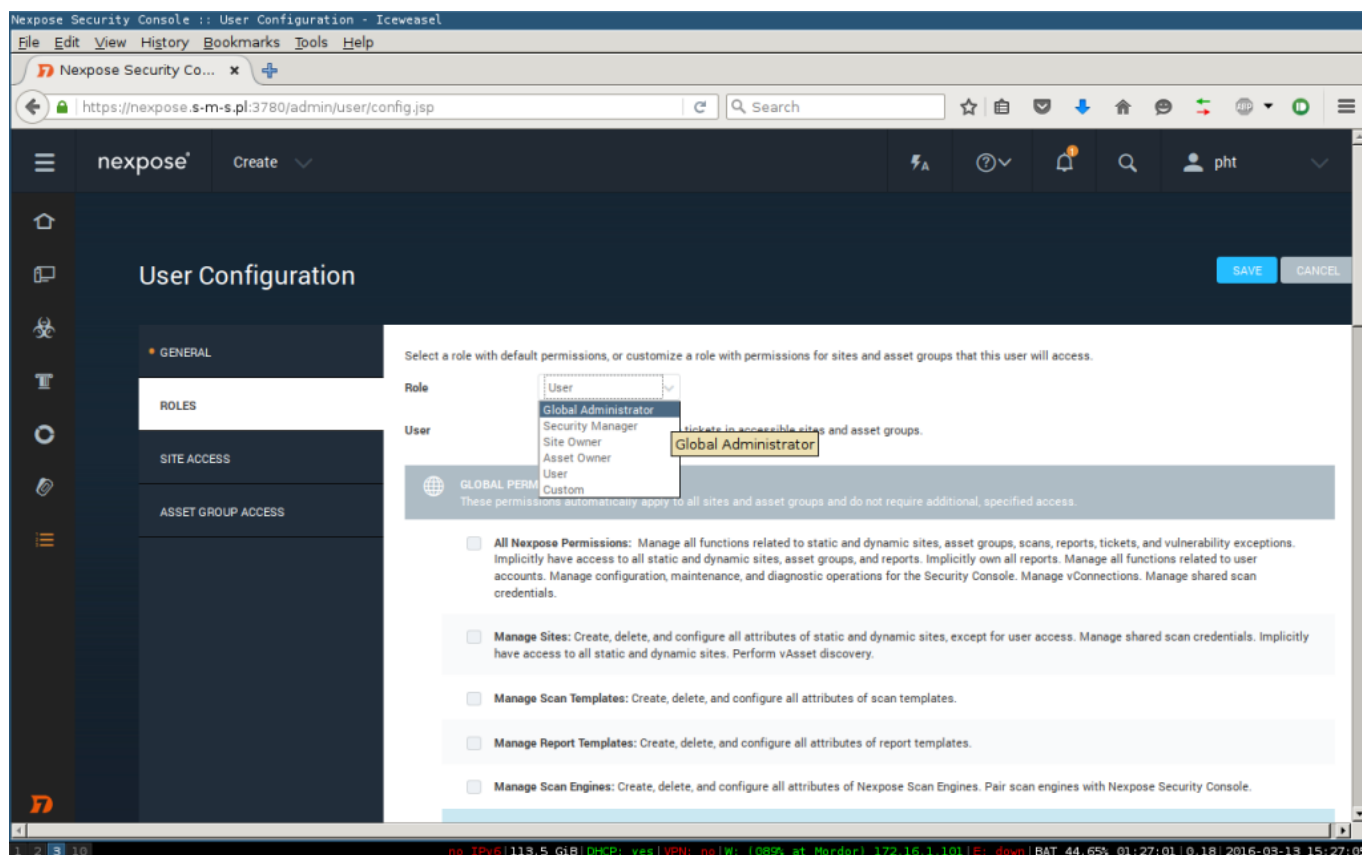 Nexpose Security Console :: User Configuration - Iceweasel
File Edit View History Bookmarks Tools Help
Nexpose Security Co...
https://nexpose.s-m-s.pl:3780/admin/user/config.jsp
Search
nexpose
Create
A
1
pht
User Configuration
SAVE
CANCEL
GENERAL
ROLES
SITE ACCESS
ASSET GROUP ACCESS
Select a role with default permissions, or customize a role with permissions for sites and asset groups that this user will access.
Role
User
Global Administrator
Security Manager
Site Owner
Asset Owner
User
Custom
Global Administrator
User
tickets in accessible sites and asset groups.
GLOBAL PERM
These permissions automatically apply to all sites and asset groups and do not require additional, specified access.
All Nexpose Permissions: Manage all functions related to static and dynamic sites, asset groups, scans, reports, tickets, and vulnerability exceptions.
Implicitly have access to all static and dynamic sites, asset groups, and reports. Implicitly own all reports. Manage all functions related to user
accounts. Manage configuration, maintenance, and diagnostic operations for the Security Console. Manage vConnections. Manage shared scan
credentials.
Manage Sites: Create, delete, and configure all attributes of static and dynamic sites, except for user access. Manage shared scan credentials. Implicitly
have access to all static and dynamic sites. Perform vAsset discovery.
Manage Scan Templates: Create, delete, and configure all attributes of scan templates.
Manage Report Templates: Create, delete, and configure all attributes of report templates.
Manage Scan Engines: Create, delete, and configure all attributes of Nexpose Scan Engines. Pair scan engines with Nexpose Security Console.
1 2 3 10
no IPv6|113.5 GiB|DHCP: yes|VPN: no|W: (089% at Mordor) 172.16.1.101|E: down|BAT 44.65% 01:27:01|0.18|2016-03-13 15:27:0